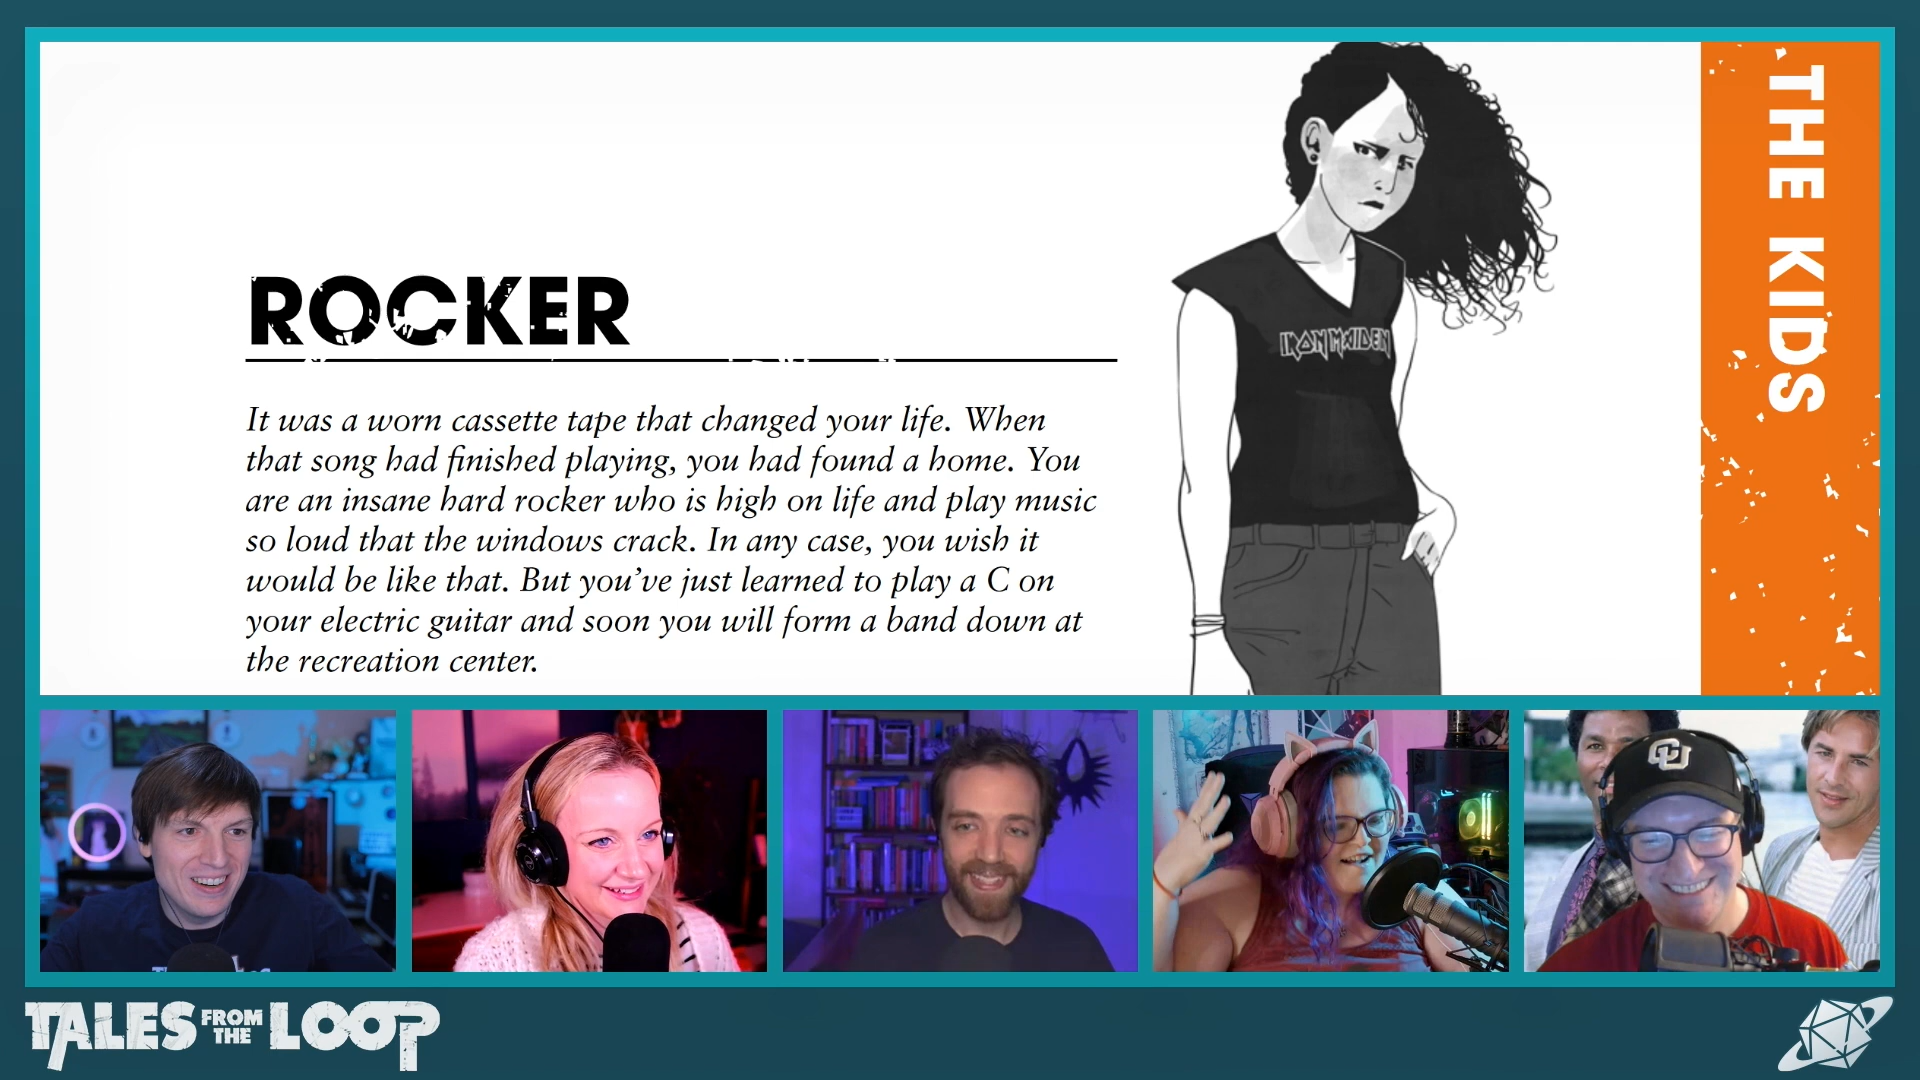 THE KIDS
IRON MAIDEN
ROCKER
It was a worn cassette tape that changed your life. When
that song had finished playing, you had found a home. You
are an insane hard rocker who is high on life and play music
so loud that the windows crack. In any case, you wish it
would be like that. But you’ve just learned to play a C on
your electric guitar and soon you will form a band down at
the recreation center.
CU
TALES FROM THE LOOP